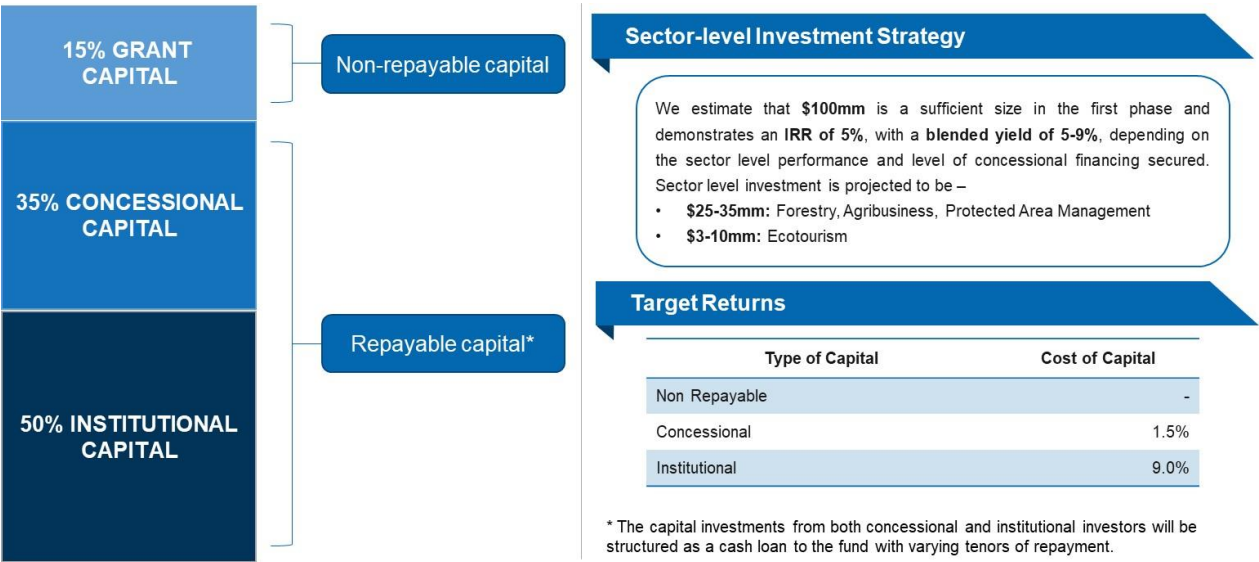 15% GRANT
CAPITAL
35% CONCESSIONAL
CAPITAL
50% INSTITUTIONAL
CAPITAL
Non-repayable capital
Repayable capital*
Sector-level Investment Strategy
We estimate that $100mm is a sufficient size in the first phase and
demonstrates an IRR of 5%, with a blended yield of 5-9%, depending on
the sector level performance and level of concessional financing secured.
Sector level investment is projected to be –
• $25-35mm: Forestry, Agribusiness, Protected Area Management
• $3-10mm: Ecotourism
Target Returns
Type of Capital Cost of Capital
Non Repayable -
Concessional 1.5%
Institutional 9.0%
* The capital investments from both concessional and institutional investors will be
structured as a cash loan to the fund with varying tenors of repayment.